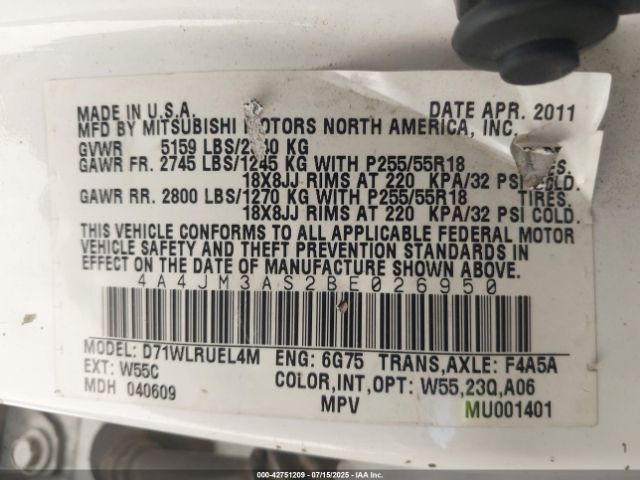 MADE IN U.S.A. DATE APR. 2011
MFD BY MITSUBISHI MOTORS NORTH AMERICA, INC.
GVWR 5159 LBS/ KG
GAWR FR. 2745 LBS/1245 KG WITH P255/55R18 TIRES.
18X8JJ RIMS AT 220 KPA/32 PSI COLD.
GAWR RR. 2800 LBS/1270 KG WITH P255/55R18 TIRES.
18X8JJ RIMS AT 220 KPA/32 PSI COLD.
THIS VEHICLE CONFORMS TO ALL APPLICABLE FEDERAL MOTOR
VEHICLE SAFETY AND THEFT PREVENTION STANDARDS IN
EFFECT ON THE DATE OF MANUFACTURE SHOWN ABOVE.
4A4JM3AS2BE026950
MODEL: D71WLRUEL4M ENG: 6G75 TRANS,AXLE: F4A5A
EXT: W55C COLOR,INT,OPT: W55,23Q,A06
MDH 040609 MPV MU001401
000-42751209 - 07/15/2025 - IAAI.COM